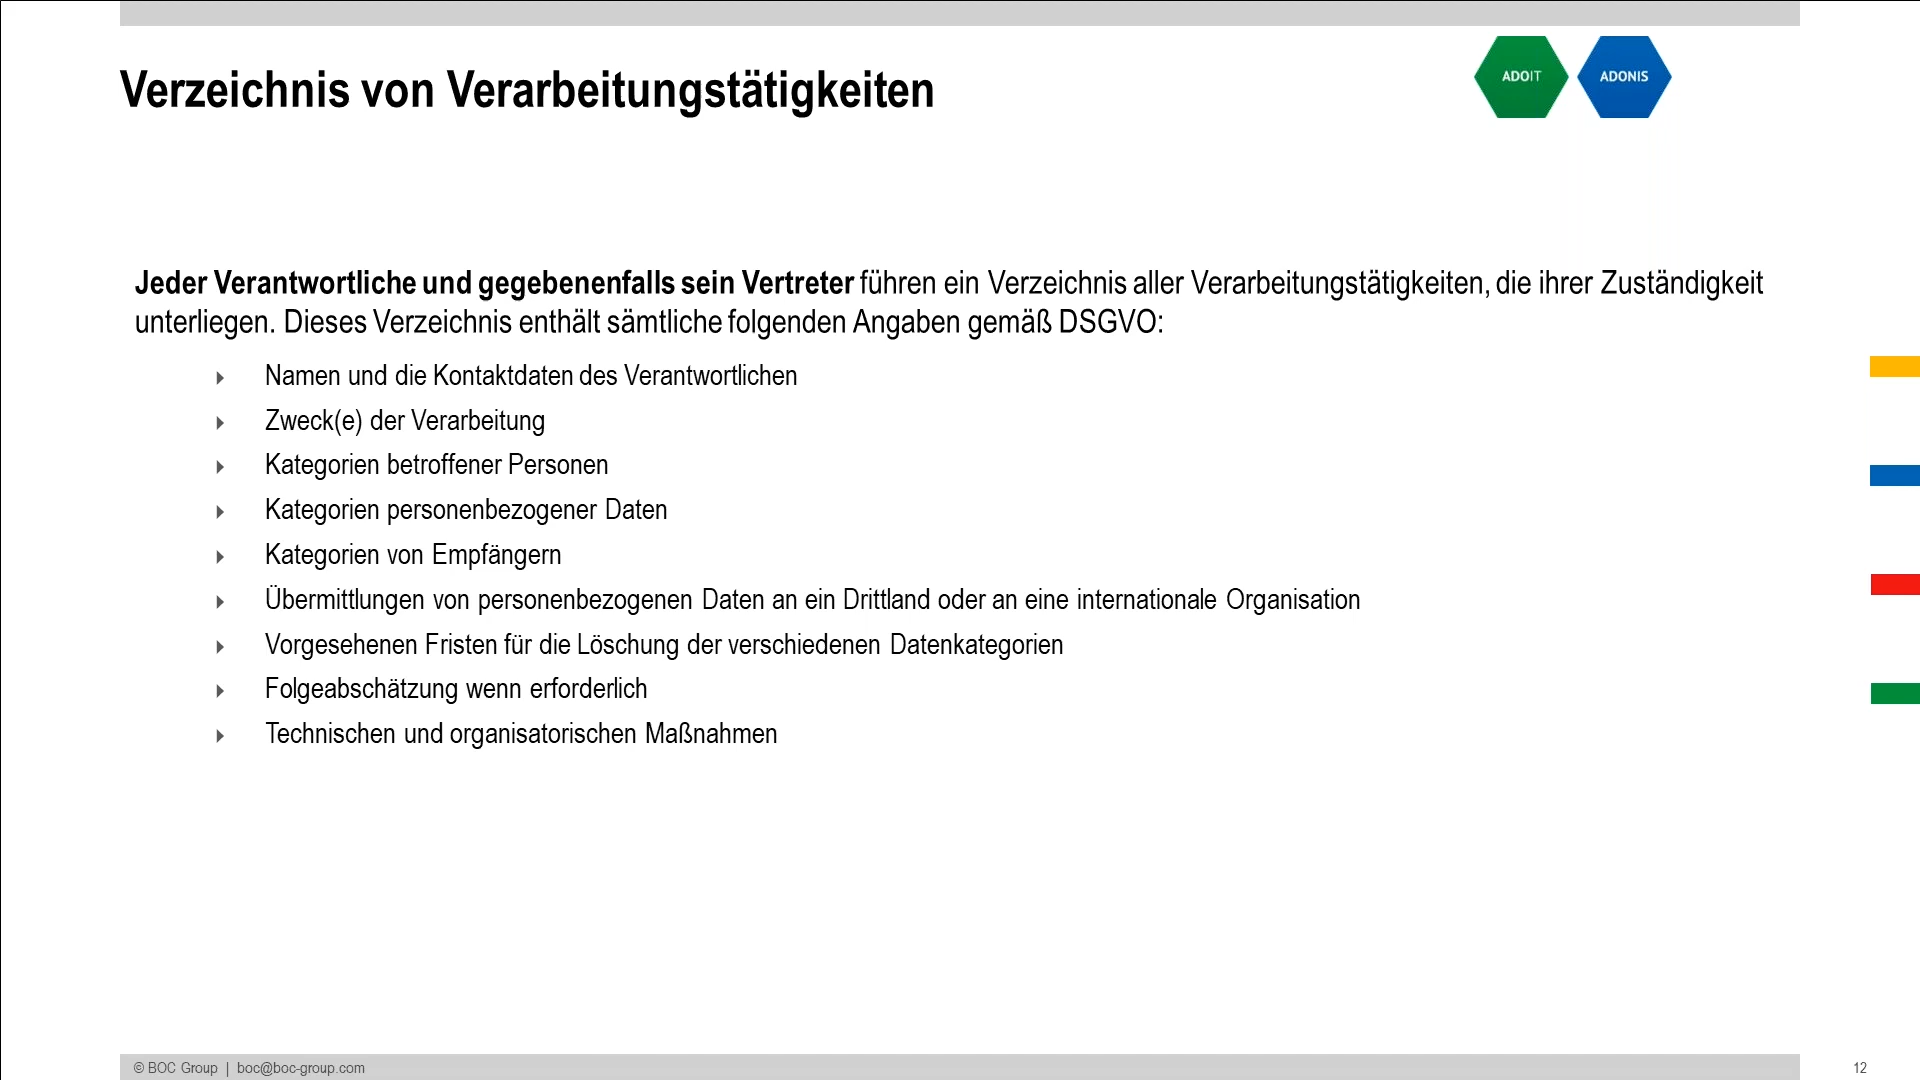 Verzeichnis von Verarbeitungstätigkeiten
ADOIT
ADONIS
Jeder Verantwortliche und gegebenenfalls sein Vertreter führen ein Verzeichnis aller Verarbeitungstätigkeiten, die ihrer Zuständigkeit
unterliegen. Dieses Verzeichnis enthält sämtliche folgenden Angaben gemäß DSGVO:
Namen und die Kontaktdaten des Verantwortlichen
Zweck(e) der Verarbeitung
Kategorien betroffener Personen
Kategorien personenbezogener Daten
Kategorien von Empfängern
Übermittlungen von personenbezogenen Daten an ein Drittland oder an eine internationale Organisation
Vorgesehenen Fristen für die Löschung der verschiedenen Datenkategorien
Folgeabschätzung wenn erforderlich
Technischen und organisatorischen Maßnahmen
© BOC Group | boc@boc-group.com
12